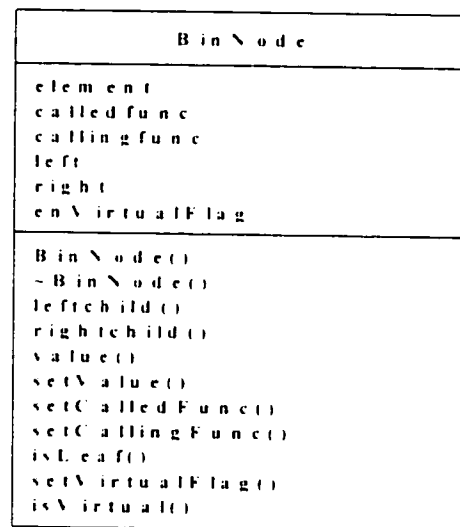 BinNode
element
calledfunc
callingfunc
left
right
enVirtualFlag
BinNode()
~BinNode()
leftchild()
rightchild()
value()
setValue()
setCalledFunc()
setCallingFunc()
isLeaf()
setVirtualFlag()
isVirtual()